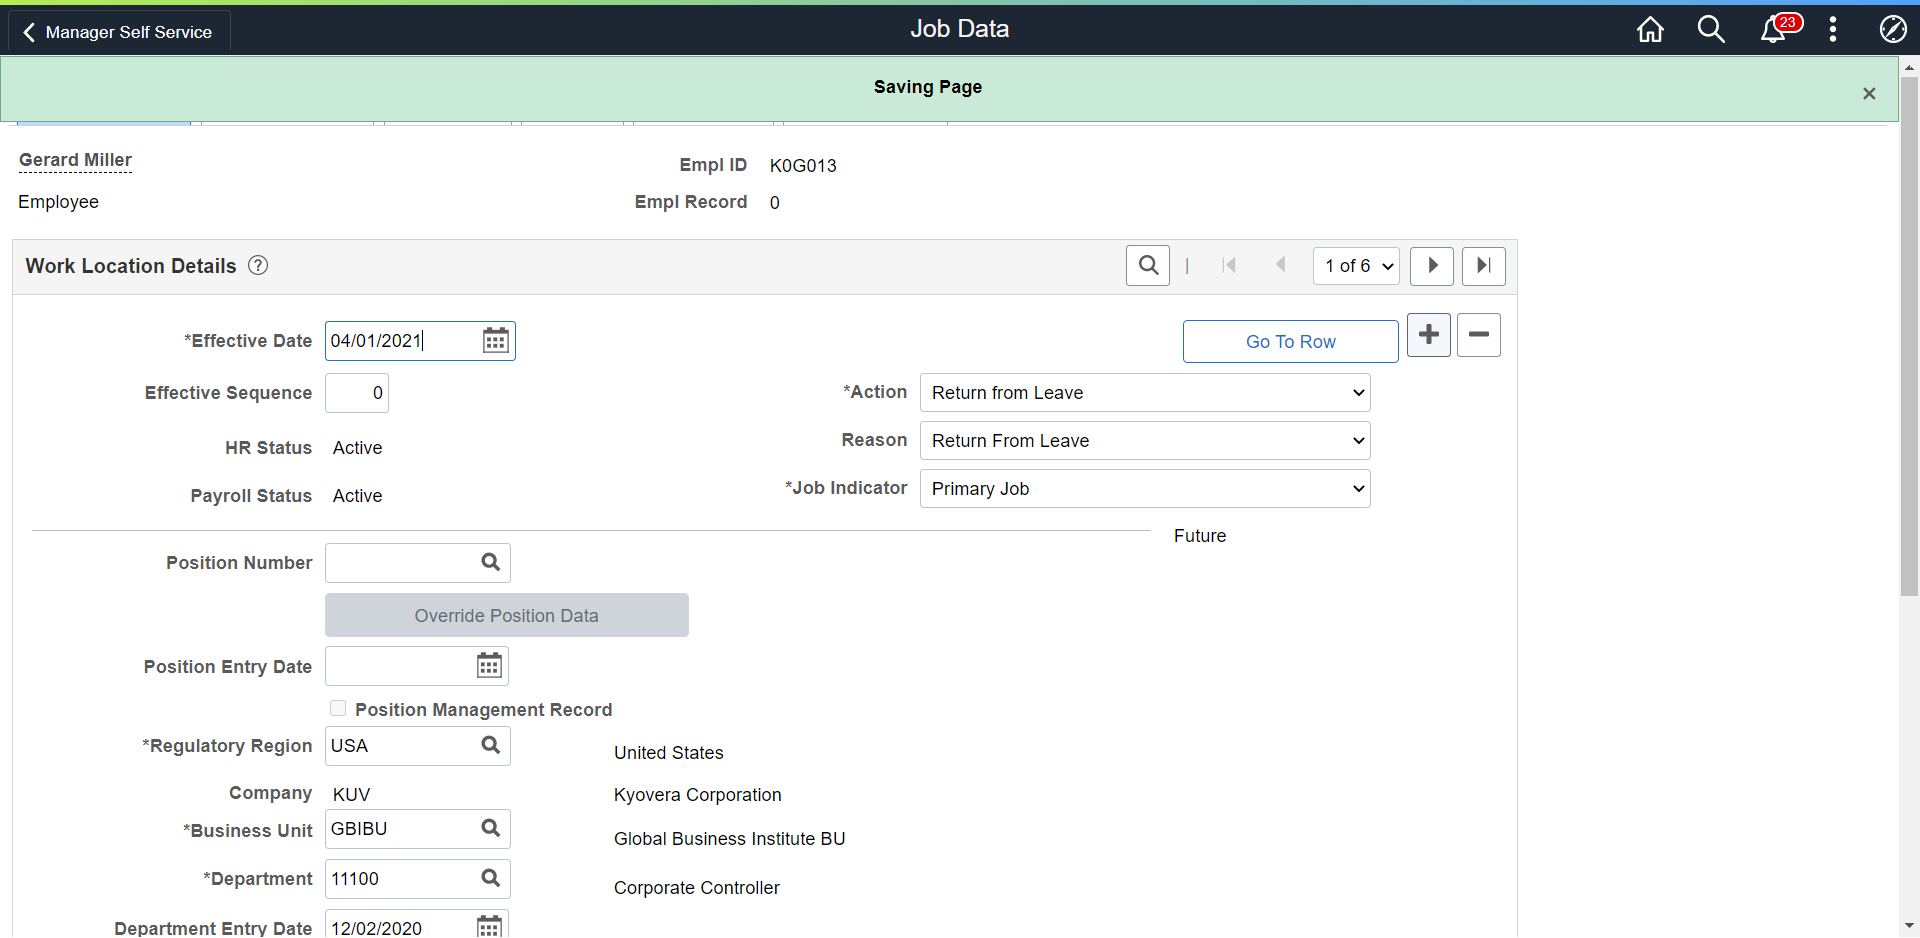 Manager Self Service
Job Data
23
Saving Page
×
Gerard Miller
Empl ID K0G013
Employee
Empl Record 0
Work Location Details ?
| 1 of 6
*Effective Date 04/01/2021
Go To Row
Effective Sequence 0
*Action Return from Leave
HR Status Active
Reason Return From Leave
Payroll Status Active
*Job Indicator Primary Job
Future
Position Number
Override Position Data
Position Entry Date
Position Management Record
*Regulatory Region USA United States
Company KUV Kyovera Corporation
*Business Unit GBIBU Global Business Institute BU
*Department 11100 Corporate Controller
Department Entry Date 12/02/2020